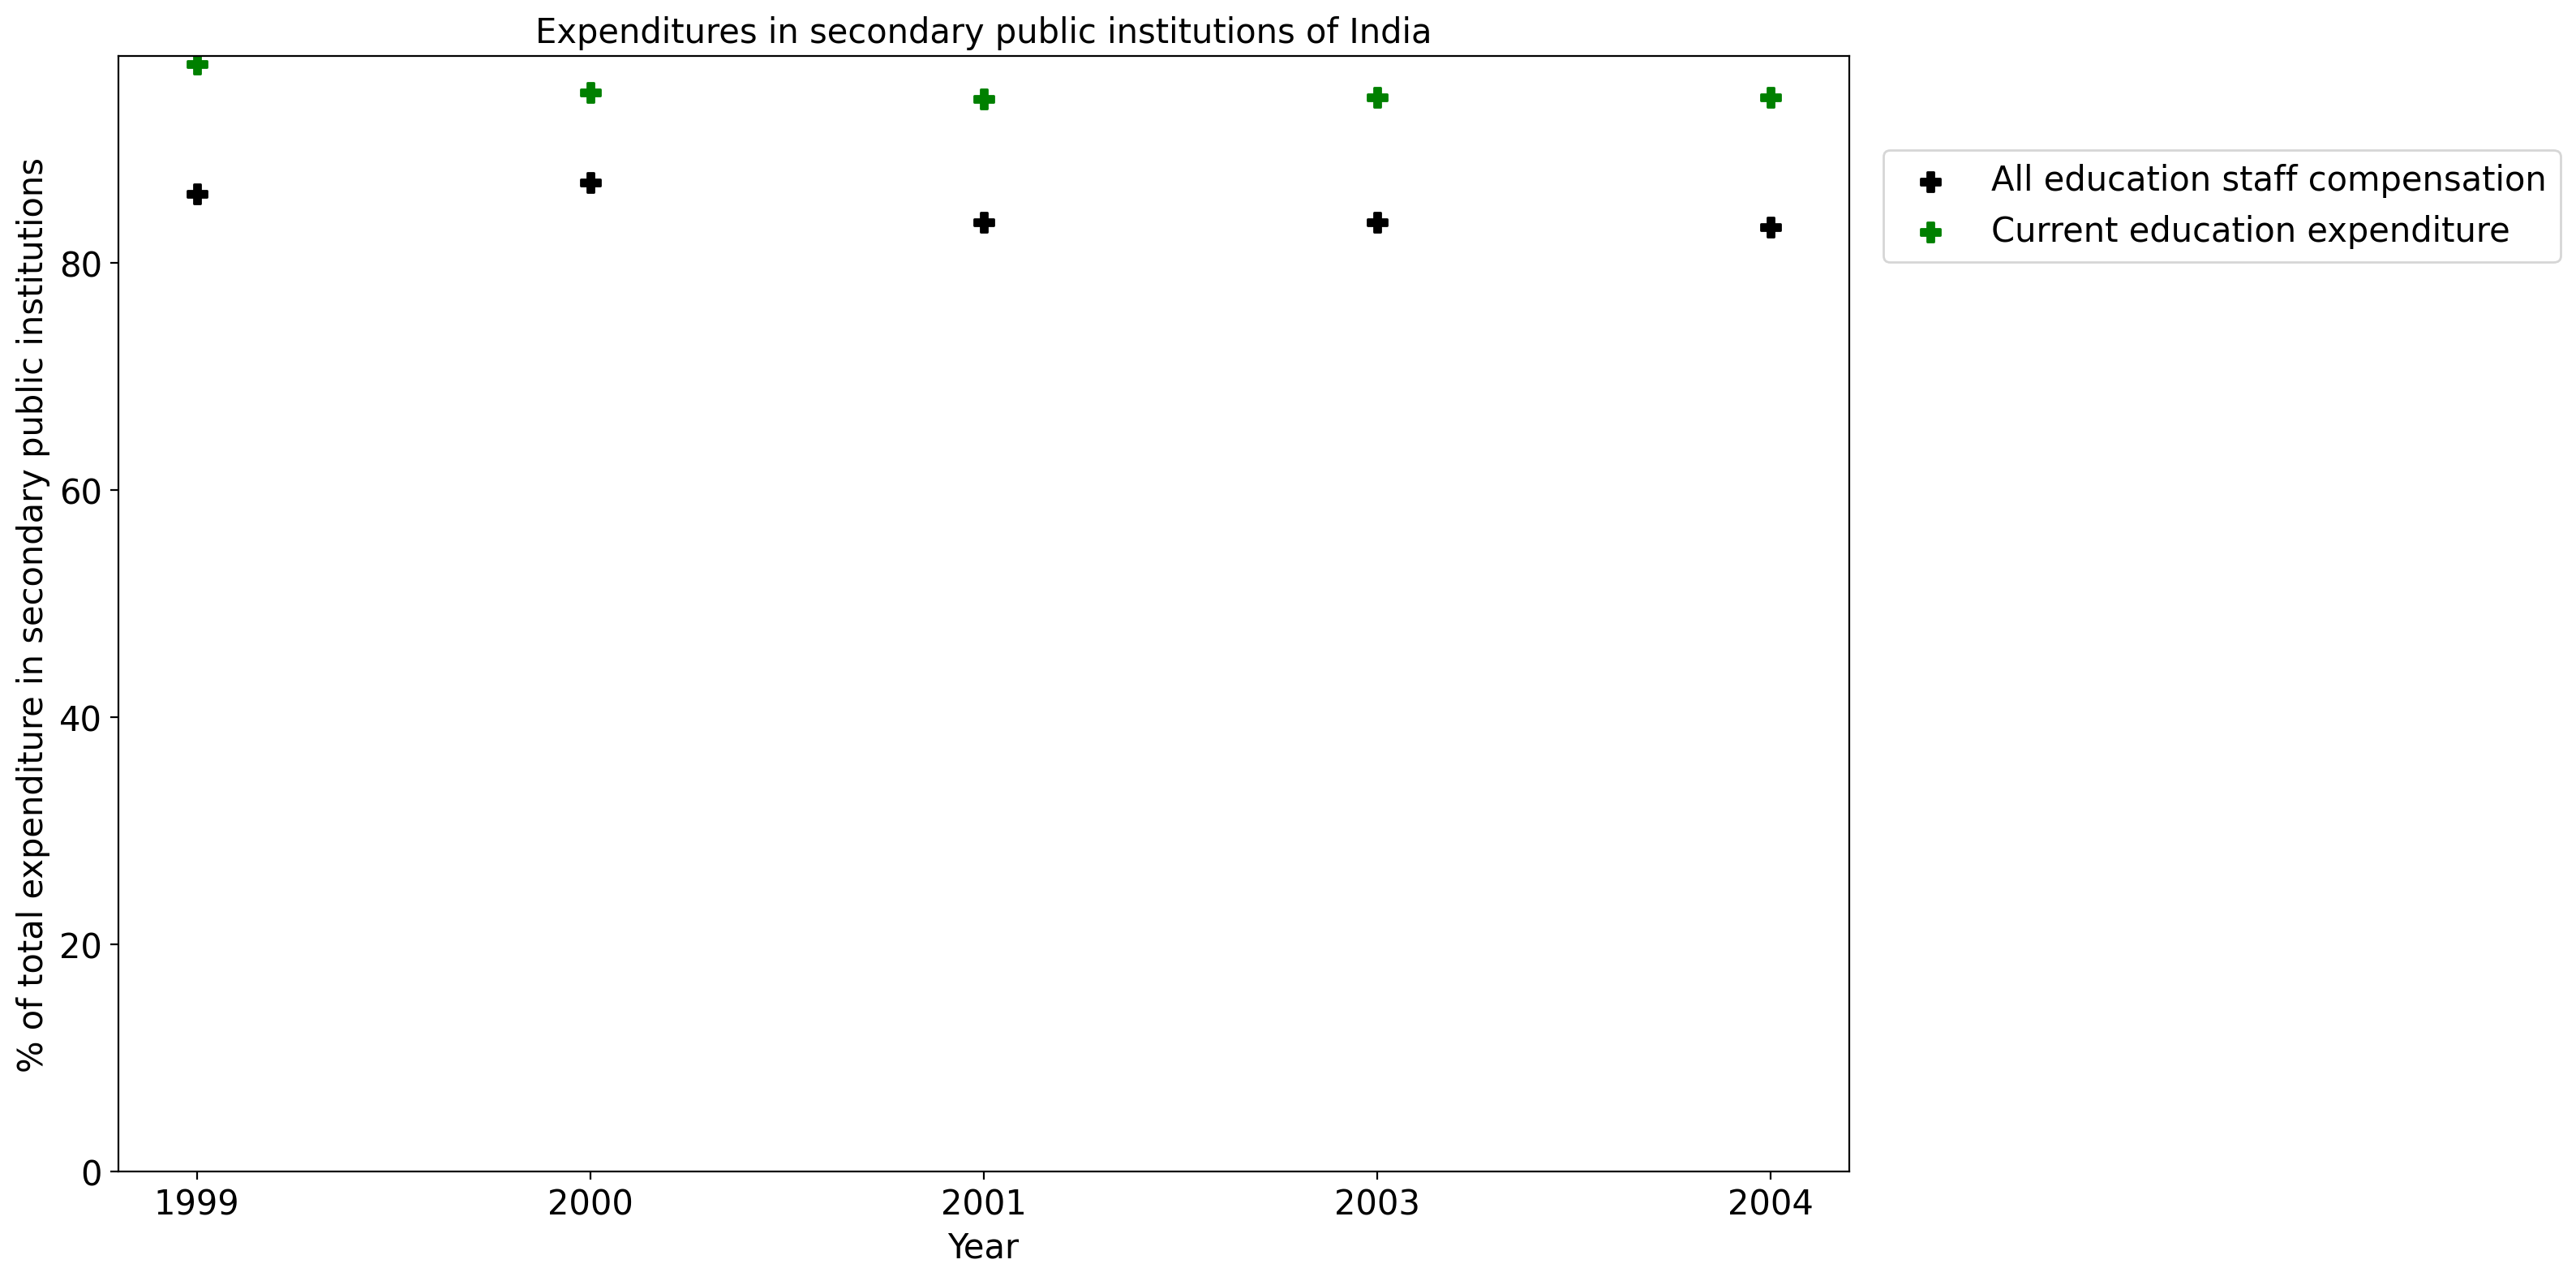 Expenditures in secondary public institutions of India
% of total expenditure in secondary public institutions
80
60
40
20
0
1999 2000 2001 2003 2004
Year
All education staff compensation
Current education expenditure